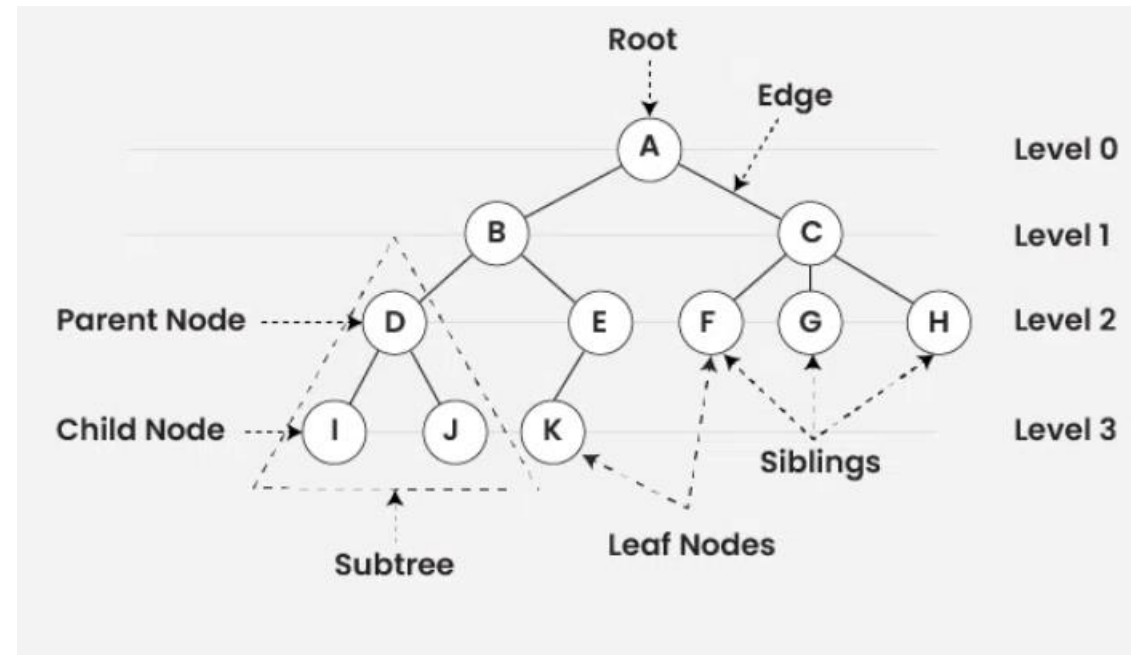 Root
Edge
A
Level 0
B
C
Level 1
Parent Node
D
E
F
G
H
Level 2
Child Node
I
J
K
Level 3
Siblings
Leaf Nodes
Subtree